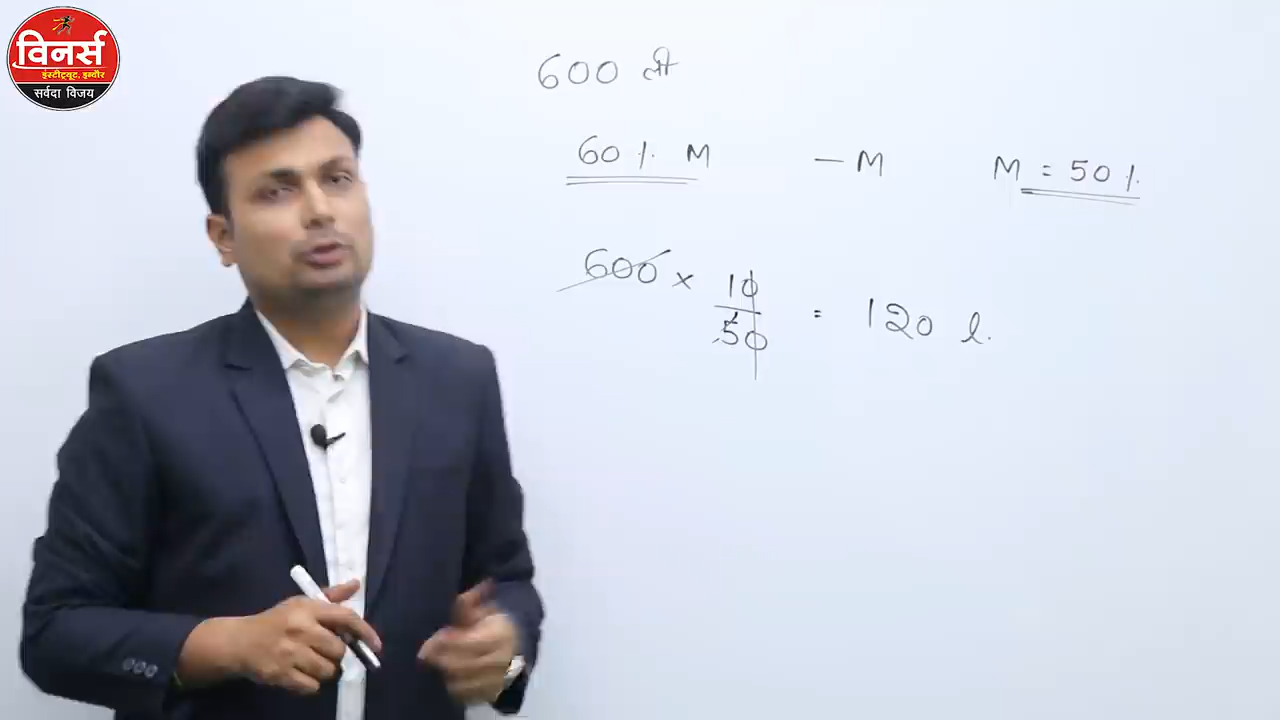 विनर्स
इंस्टीट्यूट, इन्दौर
सर्वदा विजय
600 ली
60 % M — M M = 50 %
600 × 10/50 = 120 l.